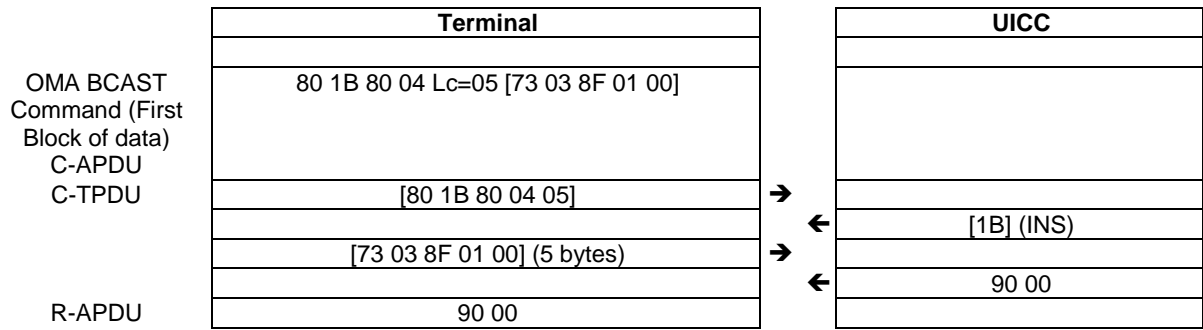 Terminal UICC
OMA BCAST 80 1B 80 04 Lc=05 [73 03 8F 01 00]
Command (First
Block of data)
C-APDU
C-TPDU [80 1B 80 04 05] ➔
🡸 [1B] (INS)
[73 03 8F 01 00] (5 bytes) ➔
🡸 90 00
R-APDU 90 00